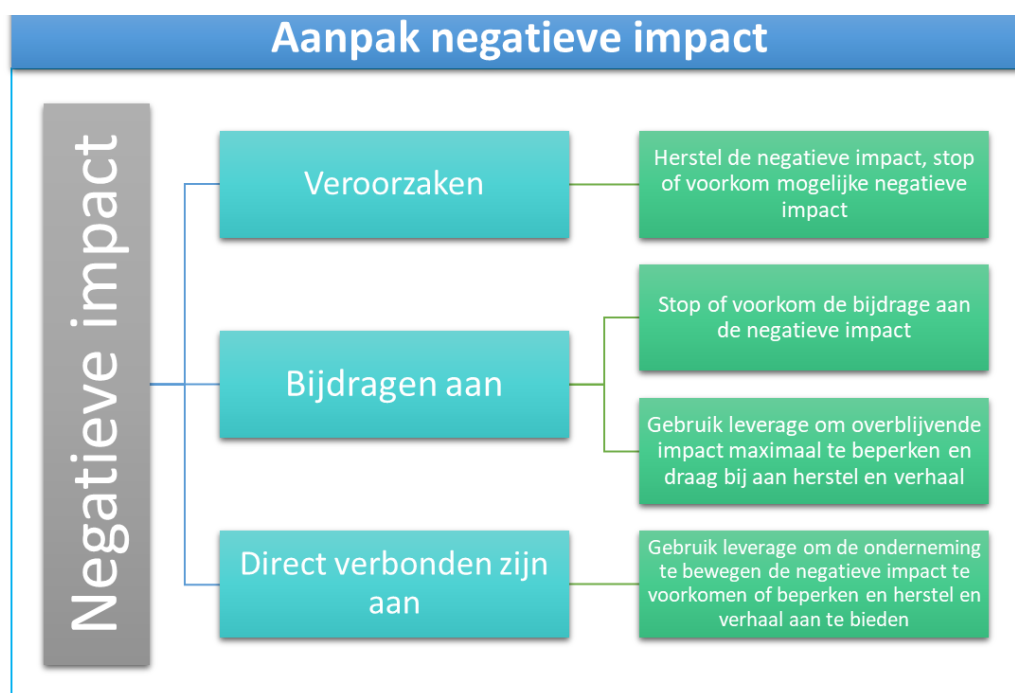 Aanpak negatieve impact
Negatieve impact
Veroorzaken
Herstel de negatieve impact, stop
of voorkom mogelijke negatieve
impact
Bijdragen aan
Stop of voorkom de bijdrage aan
de negatieve impact
Gebruik leverage om overblijvende
impact maximaal te beperken en
draag bij aan herstel en verhaal
Direct verbonden zijn
aan
Gebruik leverage om de onderneming
te bewegen de negatieve impact te
voorkomen of beperken en herstel en
verhaal aan te bieden